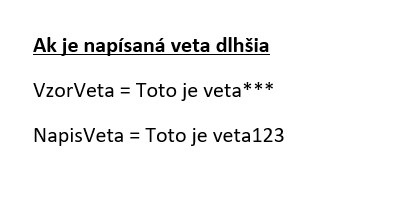 Ak je napísaná veta dlhšia
VzorVeta = Toto je veta***
NapisVeta = Toto je veta123